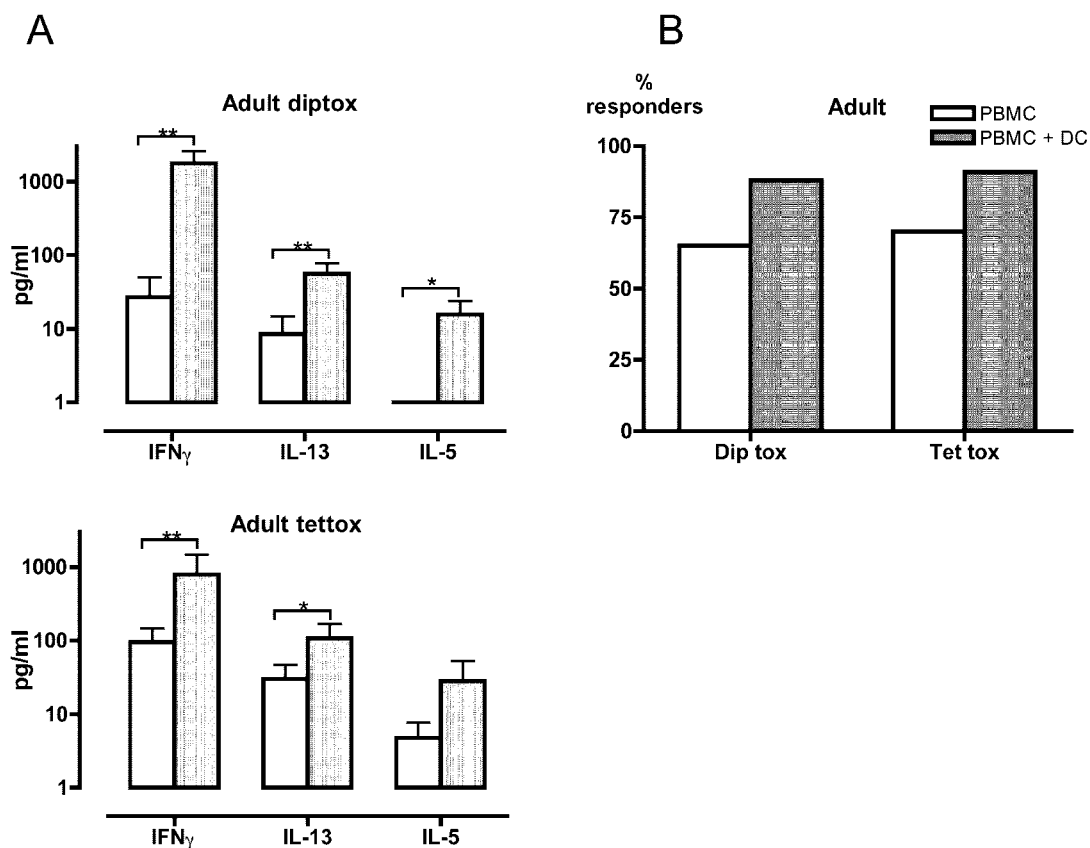 A
Adult diptox
pg/ml
1000
100
10
1
**
**
*
IFNγ
IL-13
IL-5
Adult tettox
pg/ml
1000
100
10
1
**
*
IFNγ
IL-13
IL-5
B
%
responders
Adult
PBMC
PBMC + DC
100
75
50
25
0
Dip tox
Tet tox